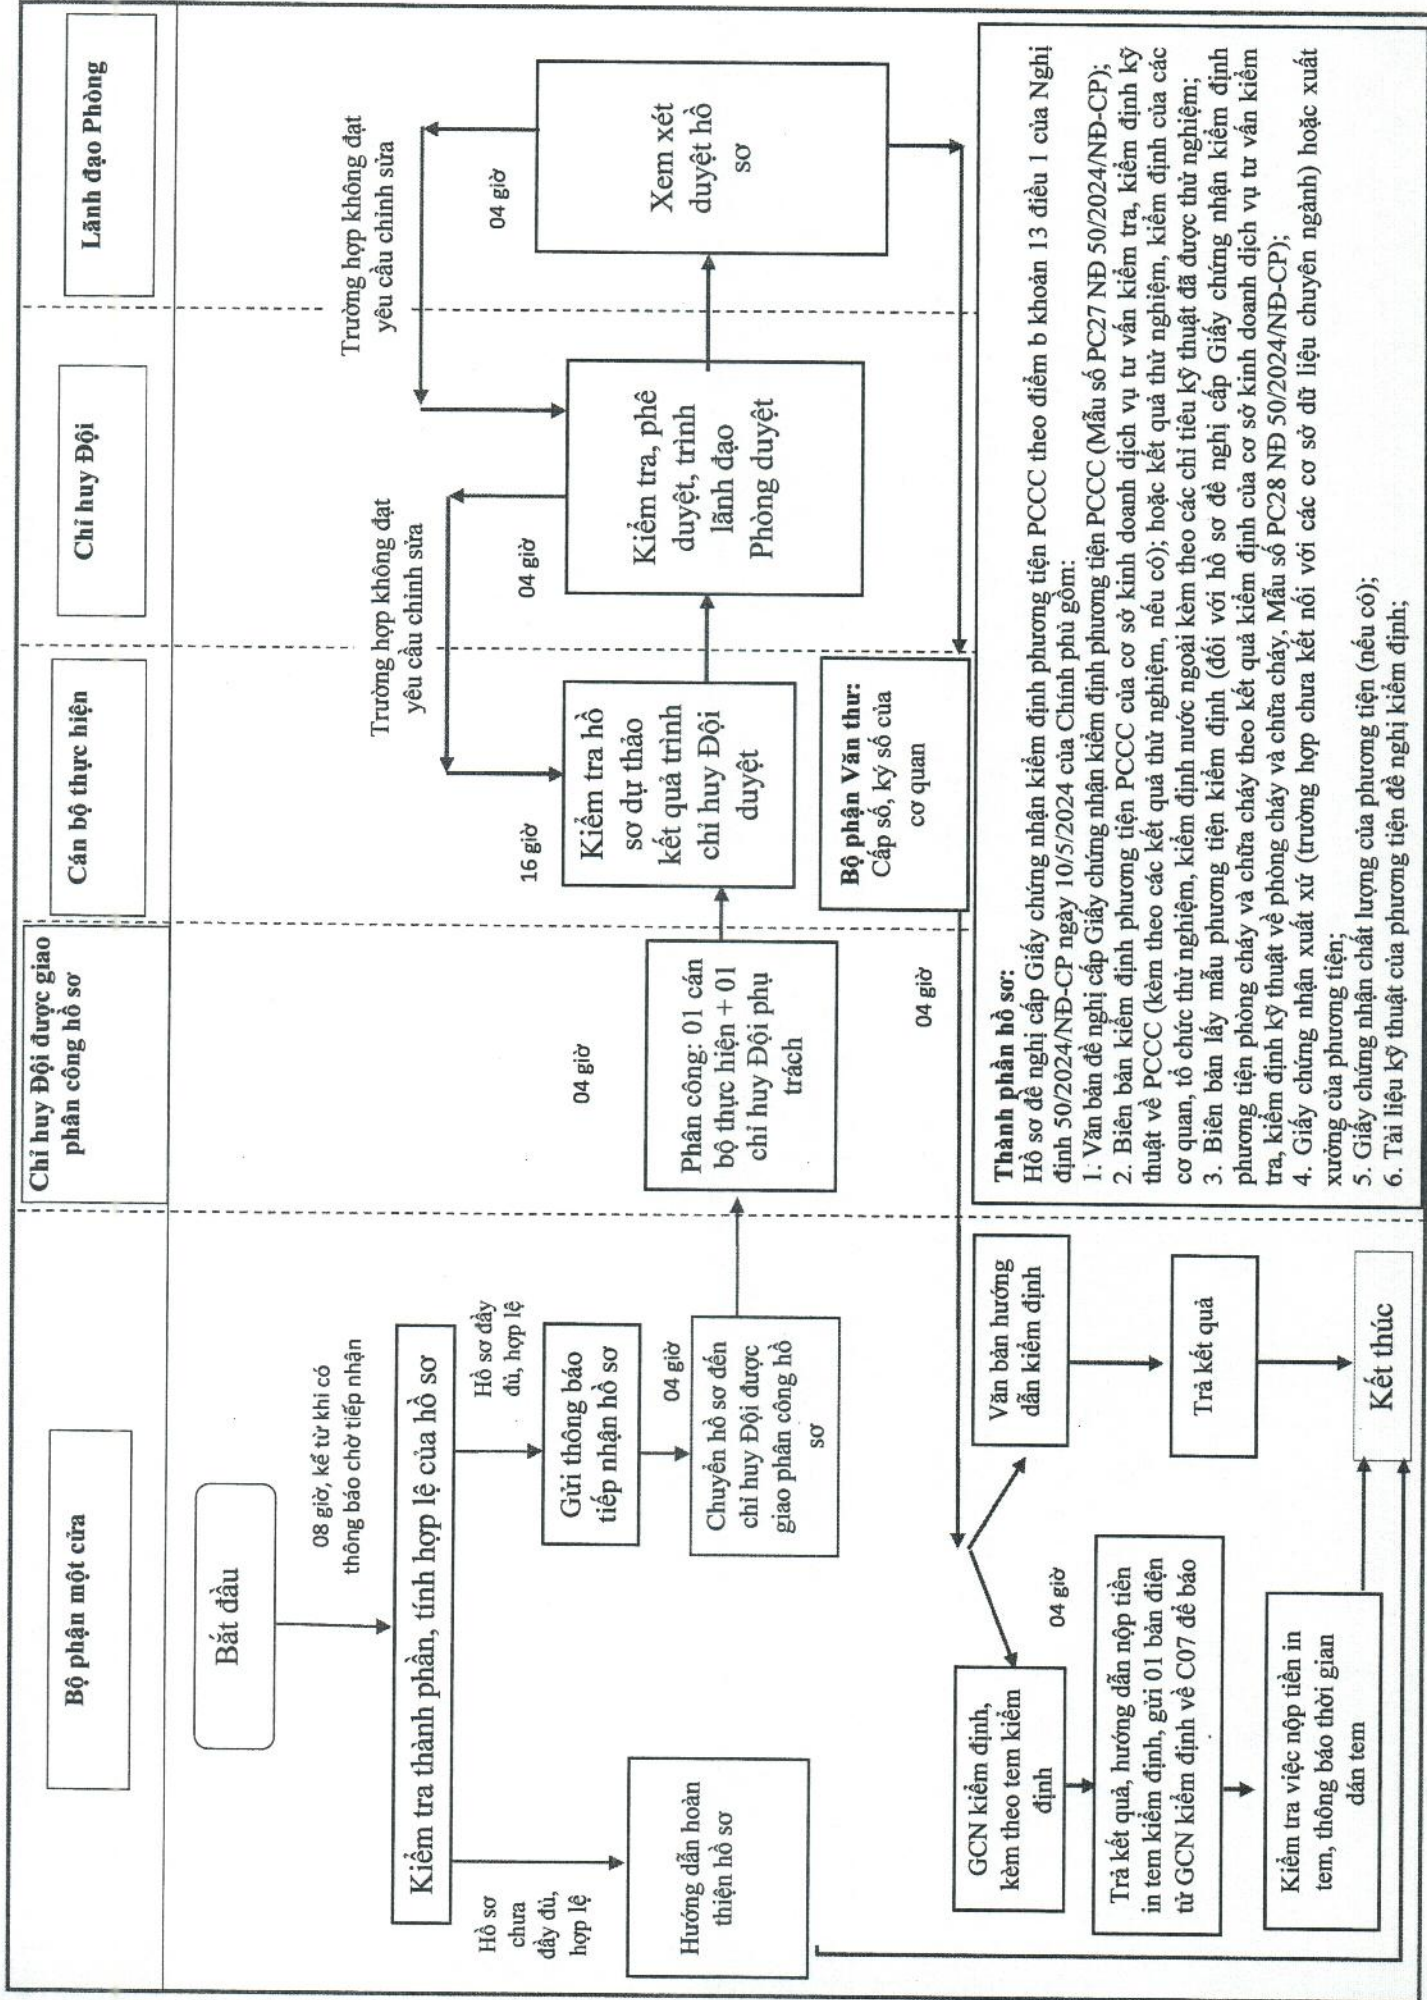 Bộ phận một cửa
Chỉ huy Đội được giao
phân công hồ sơ
Cán bộ thực hiện
Chỉ huy Đội
Lãnh đạo Phòng
Bắt đầu
08 giờ, kể từ khi có
thông báo chờ tiếp nhận
Kiểm tra thành phần, tính hợp lệ của hồ sơ
Hồ sơ
chưa
đầy đủ,
hợp lệ
Hồ sơ đầy
đủ, hợp lệ
Hướng dẫn hoàn
thiện hồ sơ
Gửi thông báo
tiếp nhận hồ sơ
04 giờ
Chuyển hồ sơ đến
chỉ huy Đội được
giao phân công hồ
sơ
04 giờ
Phân công: 01 cán
bộ thực hiện + 01
chỉ huy Đội phụ
trách
16 giờ
Kiểm tra hồ
sơ dự thảo
kết quả trình
chỉ huy Đội
duyệt
Trường hợp không đạt
yêu cầu chỉnh sửa
04 giờ
Kiểm tra, phê
duyệt, trình
lãnh đạo
Phòng duyệt
Trường hợp không đạt
yêu cầu chỉnh sửa
04 giờ
Xem xét
duyệt hồ
sơ
Bộ phận Văn thư:
Cấp số, ký số của
cơ quan
04 giờ
GCN kiểm định,
kèm theo tem kiểm
định
Văn bản hướng
dẫn kiểm định
04 giờ
Trả kết quả, hướng dẫn nộp tiền
in tem kiểm định, gửi 01 bản điện
tử GCN kiểm định về C07 để báo
Trả kết quả
Kiểm tra việc nộp tiền in
tem, thông báo thời gian
dán tem
Kết thúc
Thành phần hồ sơ:
Hồ sơ đề nghị cấp Giấy chứng nhận kiểm định phương tiện PCCC theo điểm b khoản 13 điều 1 của Nghị
định 50/2024/NĐ-CP ngày 10/5/2024 của Chính phủ gồm:
1. Văn bản đề nghị cấp Giấy chứng nhận kiểm định phương tiện PCCC (Mẫu số PC27 NĐ 50/2024/NĐ-CP);
2. Biên bản kiểm định phương tiện PCCC của cơ sở kinh doanh dịch vụ tư vấn kiểm tra, kiểm định kỹ
thuật về PCCC (kèm theo các kết quả thử nghiệm, nếu có); hoặc kết quả thử nghiệm, kiểm định của các
cơ quan, tổ chức thử nghiệm, kiểm định nước ngoài kèm theo các chỉ tiêu kỹ thuật đã được thử nghiệm;
3. Biên bản lấy mẫu phương tiện kiểm định (đối với hồ sơ đề nghị cấp Giấy chứng nhận kiểm định
phương tiện phòng cháy và chữa cháy theo kết quả kiểm định của cơ sở kinh doanh dịch vụ tư vấn kiểm
tra, kiểm định kỹ thuật về phòng cháy và chữa cháy, Mẫu số PC28 NĐ 50/2024/NĐ-CP);
4. Giấy chứng nhận xuất xứ (trường hợp chưa kết nối với các cơ sở dữ liệu chuyên ngành) hoặc xuất
xưởng của phương tiện;
5. Giấy chứng nhận chất lượng của phương tiện (nếu có);
6. Tài liệu kỹ thuật của phương tiện đề nghị kiểm định;